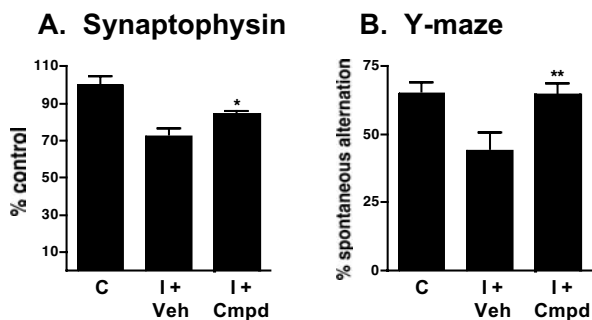 A. Synaptophysin
% control
110
90
70
50
30
10
*
C
I +
Veh
I +
Cmpd
B. Y-maze
% spontaneous alternation
75
50
25
0
**
C
I +
Veh
I +
Cmpd